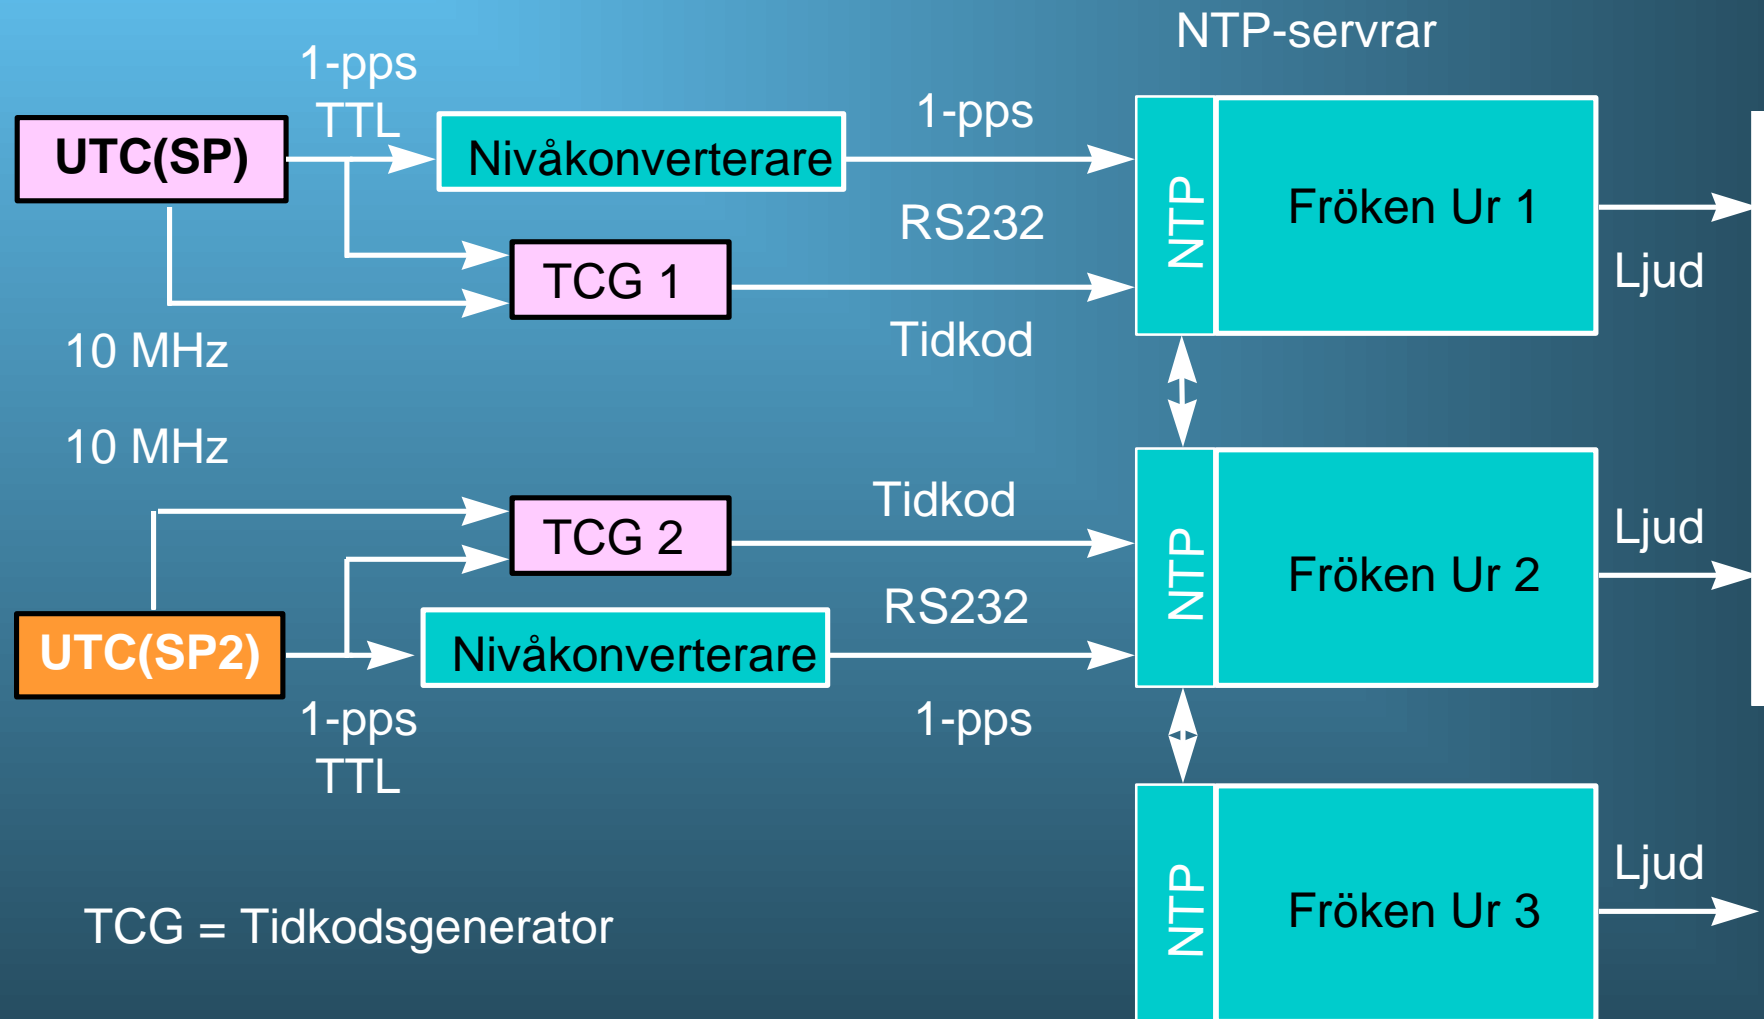 NTP-servrar
1-pps
TTL
UTC(SP)
Nivåkonverterare
1-pps
NTP
Fröken Ur 1
RS232
TCG 1
Ljud
10 MHz
Tidkod
10 MHz
Tidkod
TCG 2
NTP
Fröken Ur 2
Ljud
RS232
UTC(SP2)
Nivåkonverterare
1-pps
TTL
1-pps
NTP
Fröken Ur 3
Ljud
TCG = Tidkodsgenerator